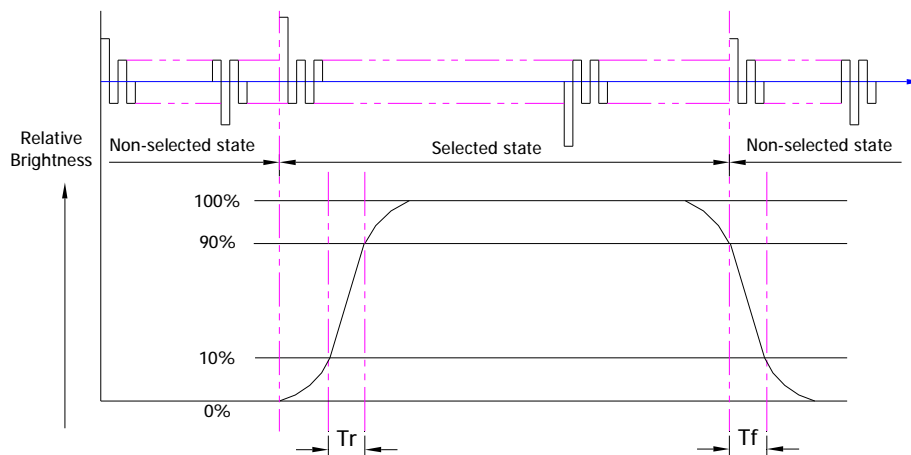 Relative
Brightness
Non-selected state
Selected state
Non-selected state
100%
90%
10%
0%
Tr
Tf